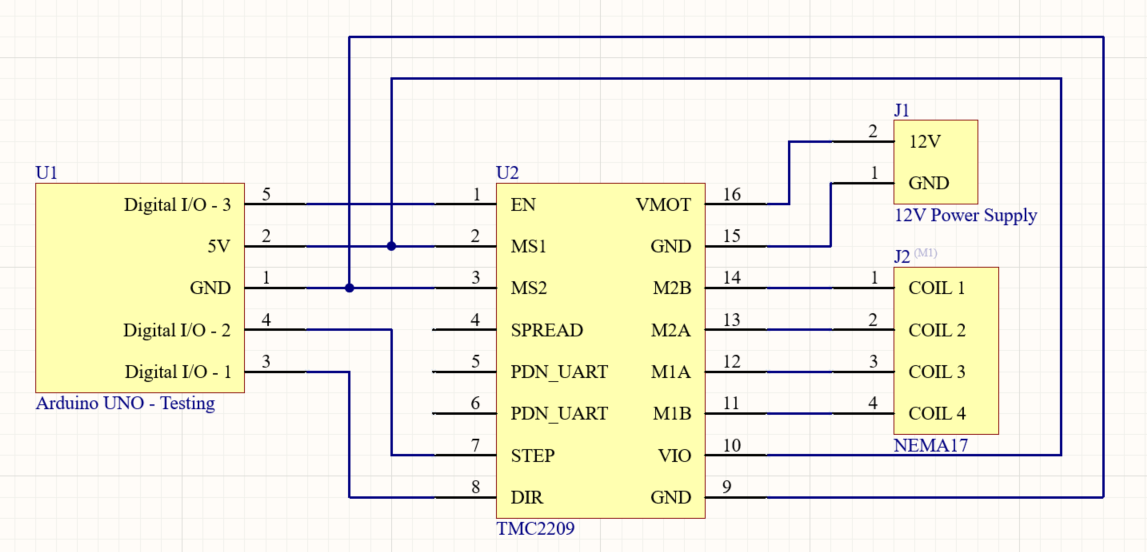 J1
2 12V
1 GND
12V Power Supply
U1
Digital I/O - 3 5
5V 2
GND 1
Digital I/O - 2 4
Digital I/O - 1 3
Arduino UNO - Testing
U2
1 EN VMOT 16
2 MS1 GND 15
3 MS2 M2B 14
4 SPREAD M2A 13
5 PDN_UART M1A 12
6 PDN_UART M1B 11
7 STEP VIO 10
8 DIR GND 9
TMC2209
J2 (M1)
1 COIL 1
2 COIL 2
3 COIL 3
4 COIL 4
NEMA17